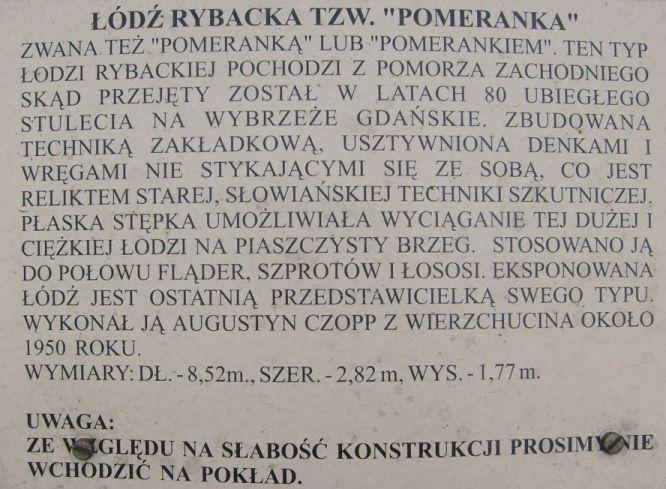 ŁÓDŹ RYBACKA TZW. "POMERANKA"
ZWANA TEŻ "POMERANKĄ" LUB "POMERANKIEM". TEN TYP
ŁODZI RYBACKIEJ POCHODZI Z POMORZA ZACHODNIEGO
SKĄD PRZEJĘTY ZOSTAŁ W LATACH 80 UBIEGŁEGO
STULECIA NA WYBRZEŻE GDAŃSKIE. ZBUDOWANA
TECHNIKĄ ZAKŁADKOWĄ, USZTYWNIONA DENKAMI I
WRĘGAMI NIE STYKAJĄCYMI SIĘ ZE SOBĄ, CO JEST
RELIKTEM STAREJ, SŁOWIAŃSKIEJ TECHNIKI SZKUTNICZEJ.
PŁASKA STĘPKA UMOŻLIWIAŁA WYCIĄGANIE TEJ DUŻEJ I
CIĘŻKIEJ ŁODZI NA PIASZCZYSTY BRZEG. STOSOWANO JĄ
DO POŁOWU FLĄDER, SZPROTÓW I ŁOSOSI. EKSPONOWANA
ŁÓDŹ JEST OSTATNIĄ PRZEDSTAWICIELKĄ SWEGO TYPU.
WYKONAŁ JĄ AUGUSTYN CZOPP Z WIERZCHUCINA OKOŁO
1950 ROKU.
WYMIARY: DŁ. - 8,52m., SZER. - 2,82 m, WYS. - 1,77 m.
UWAGA:
ZE WZGLĘDU NA SŁABOŚĆ KONSTRUKCJI PROSIMY NIE
WCHODZIĆ NA POKŁAD.